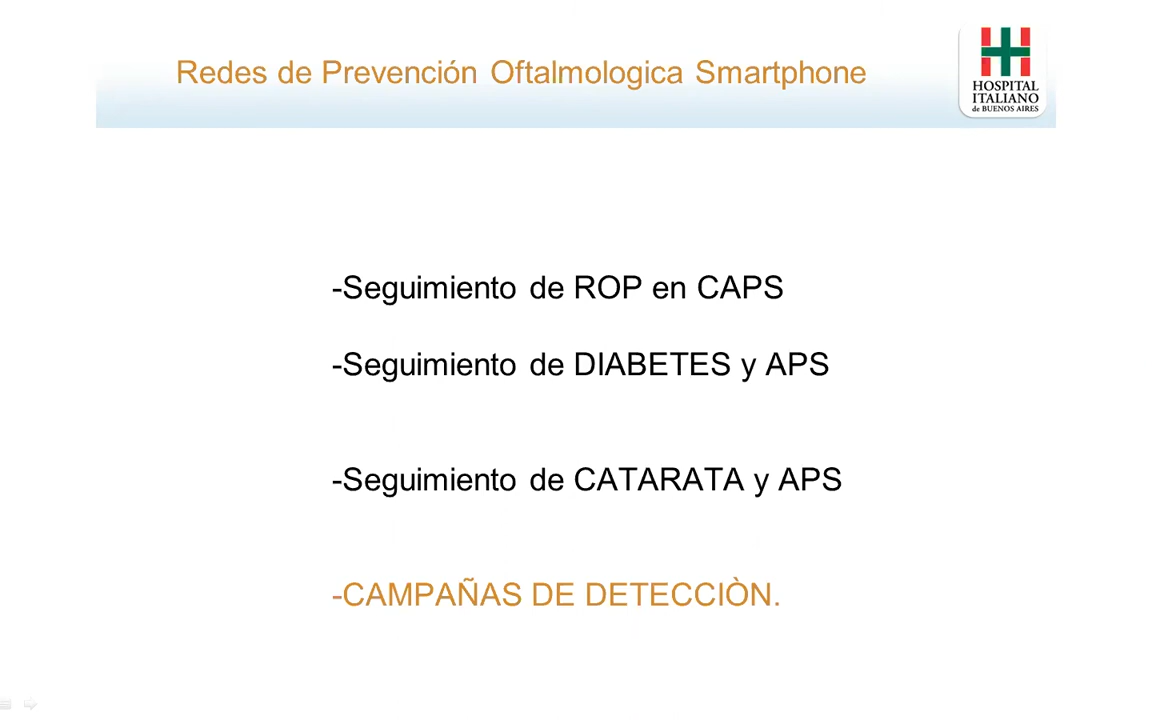 Redes de Prevención Oftalmologica Smartphone
HOSPITAL
ITALIANO
de BUENOS AIRES
-Seguimiento de ROP en CAPS
-Seguimiento de DIABETES y APS
-Seguimiento de CATARATA y APS
-CAMPAÑAS DE DETECCIÒN.